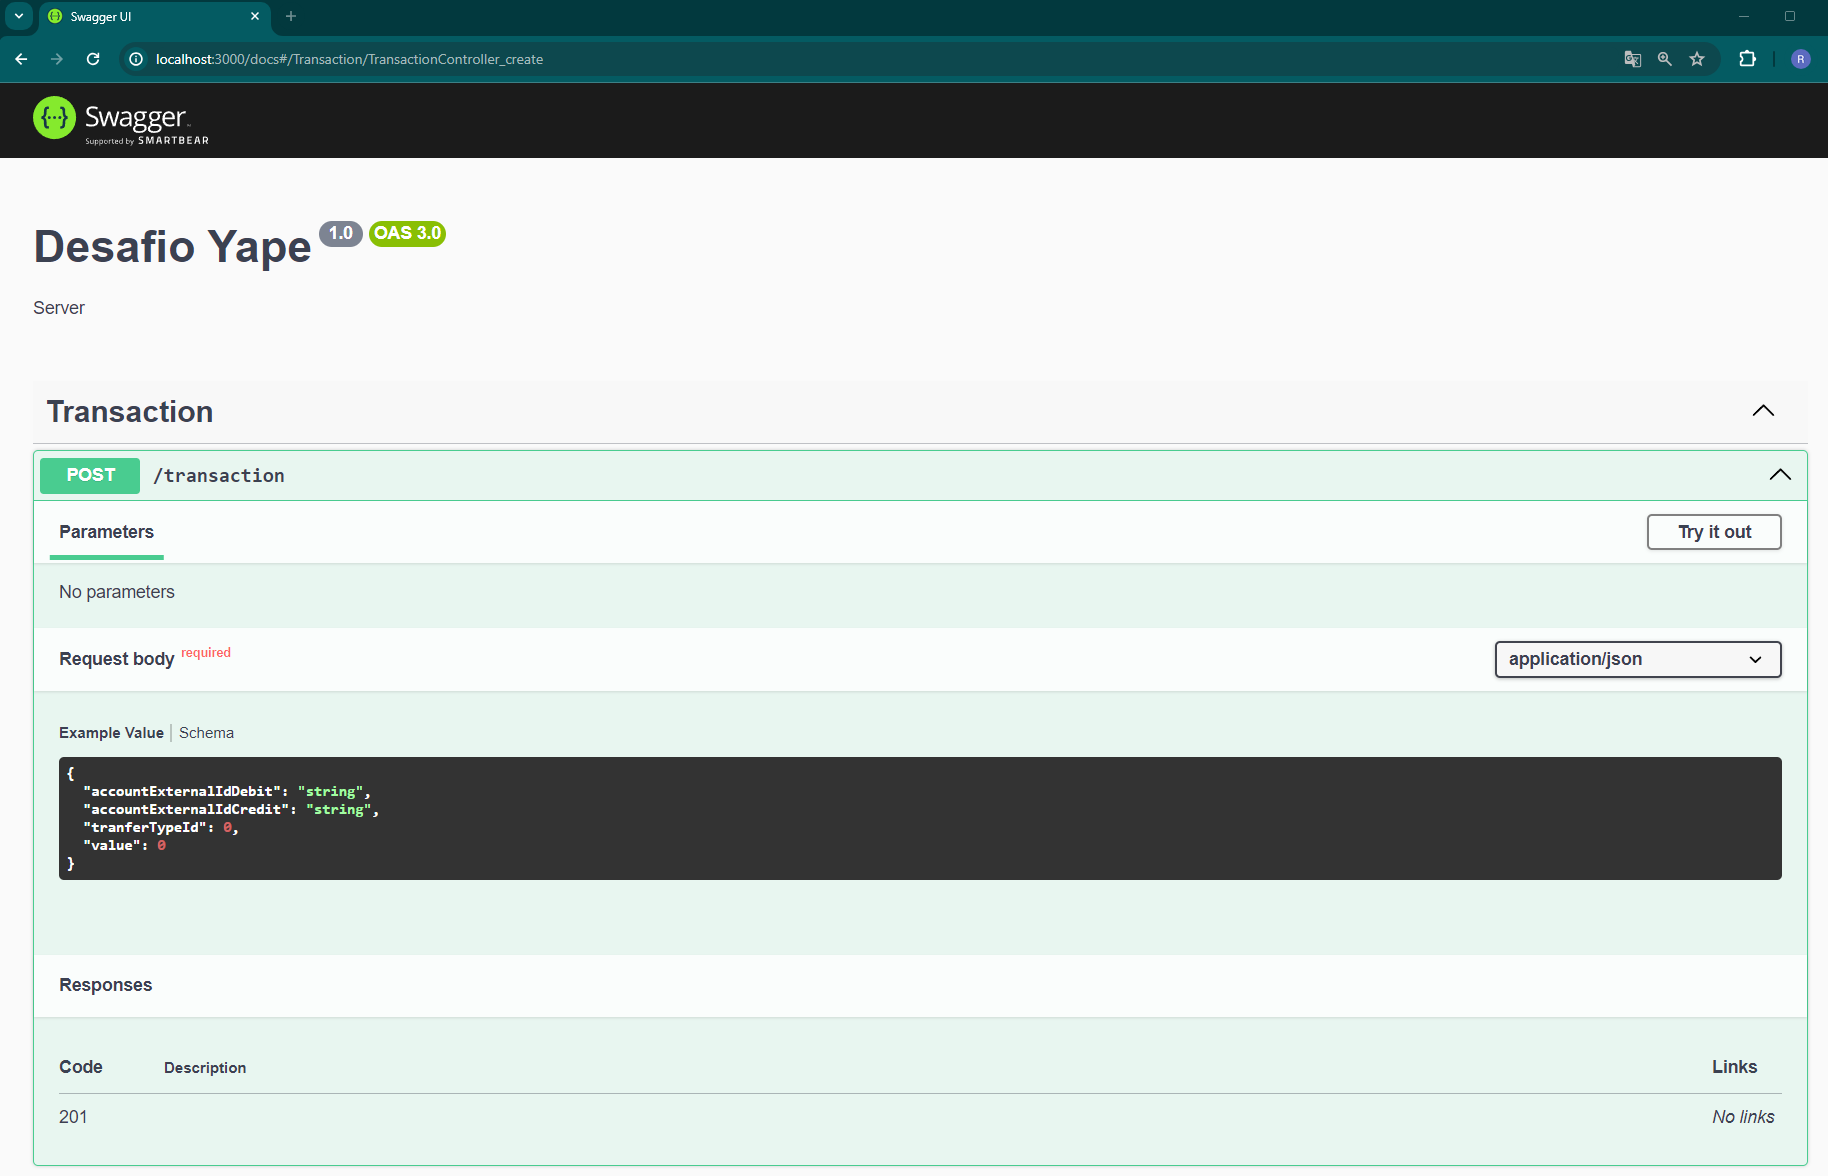 Swagger UI
localhost:3000/docs#/Transaction/TransactionController_create
R
Swagger
Supported by SMARTBEAR
Desafio Yape 1.0 OAS 3.0
Server
Transaction
POST /transaction
Parameters
Try it out
No parameters
Request body required
application/json
Example Value | Schema
{
"accountExternalIdDebit": "string",
"accountExternalIdCredit": "string",
"tranferTypeId": 0,
"value": 0
}
Responses
Code Description Links
201 No links